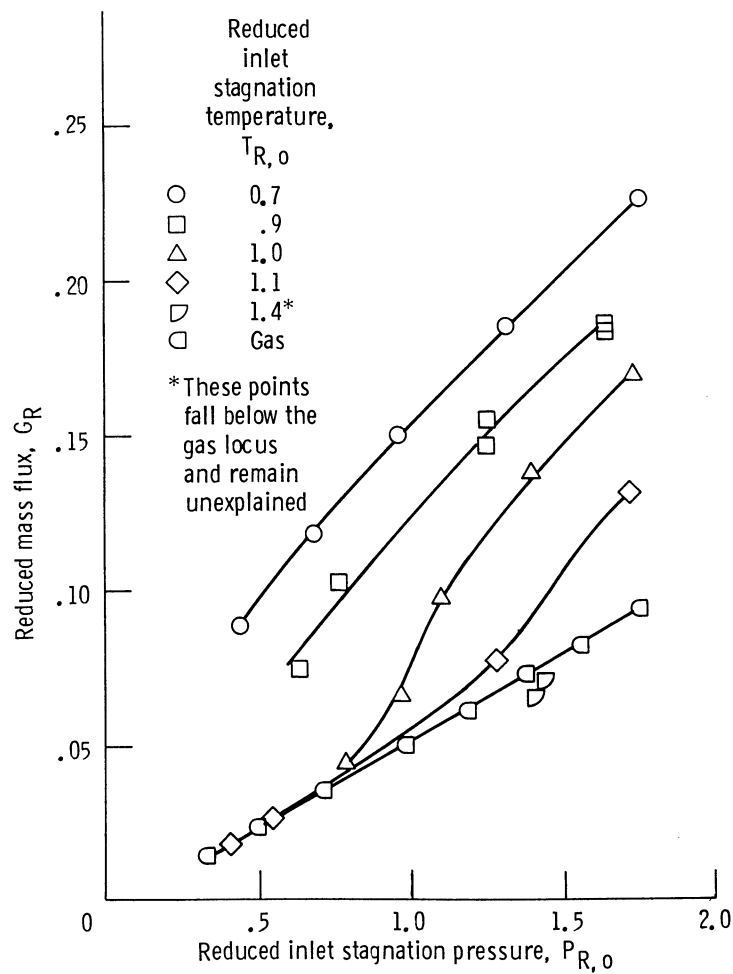 Reduced
inlet
stagnation
temperature,
T_R, o
0.7
.9
1.0
1.1
1.4*
Gas
*These points
fall below the
gas locus
and remain
unexplained
Reduced mass flux, G_R
.25
.20
.15
.10
.05
0
.5
1.0
1.5
2.0
Reduced inlet stagnation pressure, P_R, o